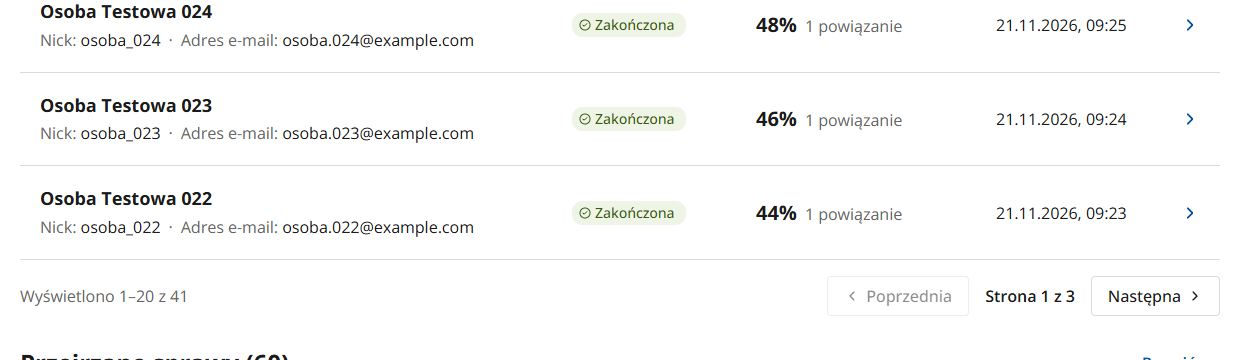 Osoba Testowa 024
Zakończona
48% 1 powiązanie
21.11.2026, 09:25
Nick: osoba_024 · Adres e-mail: osoba.024@example.com
Osoba Testowa 023
Zakończona
46% 1 powiązanie
21.11.2026, 09:24
Nick: osoba_023 · Adres e-mail: osoba.023@example.com
Osoba Testowa 022
Zakończona
44% 1 powiązanie
21.11.2026, 09:23
Nick: osoba_022 · Adres e-mail: osoba.022@example.com
Wyświetlono 1–20 z 41
Poprzednia
Strona 1 z 3
Następna